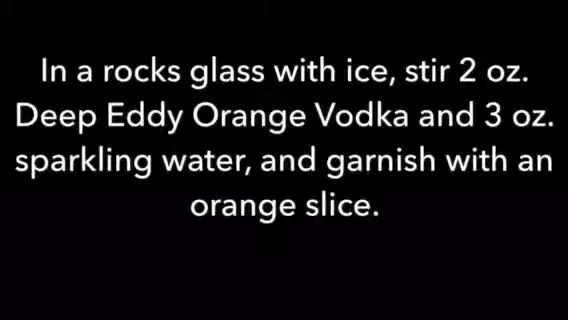 In a rocks glass with ice, stir 2 oz.
Deep Eddy Orange Vodka and 3 oz.
sparkling water, and garnish with an
orange slice.